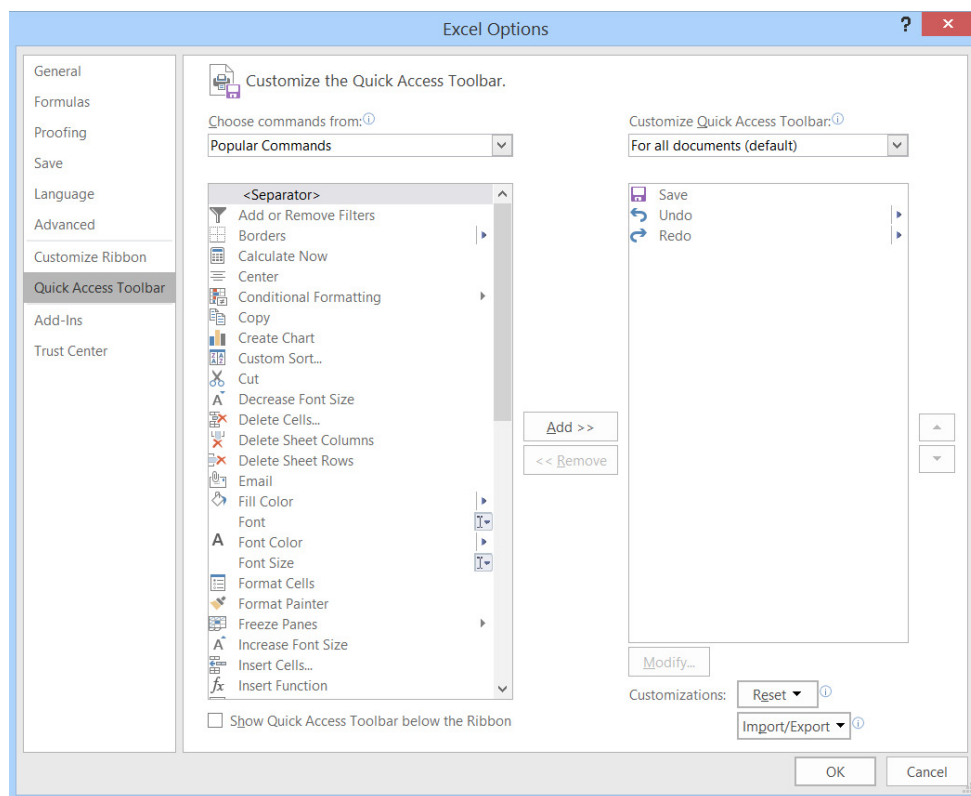 Excel Options
?
General
Formulas
Proofing
Save
Language
Advanced
Customize Ribbon
Quick Access Toolbar
Add-Ins
Trust Center
Customize the Quick Access Toolbar.
Choose commands from:
Popular Commands
<Separator>
Add or Remove Filters
Borders
Calculate Now
Center
Conditional Formatting
Copy
Create Chart
Custom Sort...
Cut
Decrease Font Size
Delete Cells...
Delete Sheet Columns
Delete Sheet Rows
Email
Fill Color
Font
Font Color
Font Size
Format Cells
Format Painter
Freeze Panes
Increase Font Size
Insert Cells...
Insert Function
Show Quick Access Toolbar below the Ribbon
Add >>
<< Remove
Customize Quick Access Toolbar:
For all documents (default)
Save
Undo
Redo
Modify...
Customizations:
Reset
Import/Export
OK
Cancel